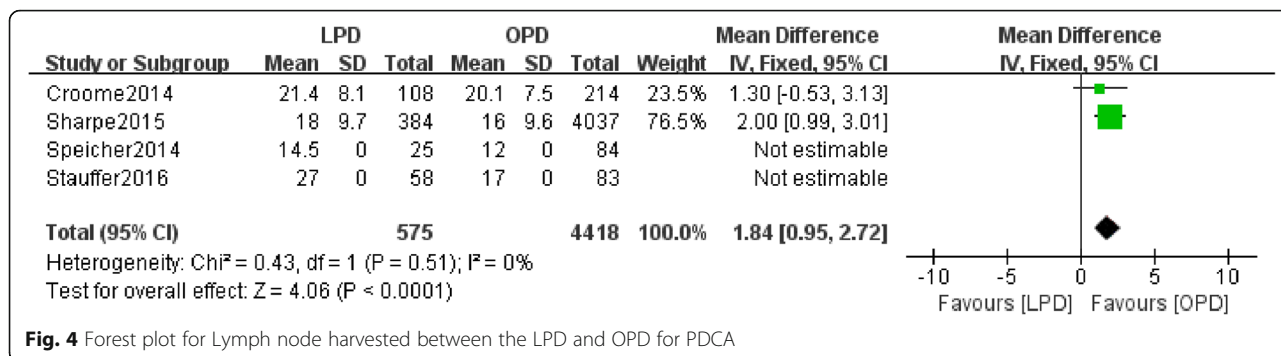 LPD OPD Mean Difference Mean Difference
Study or Subgroup Mean SD Total Mean SD Total Weight IV, Fixed, 95% CI IV, Fixed, 95% CI
Croome2014 21.4 8.1 108 20.1 7.5 214 23.5% 1.30 [-0.53, 3.13]
Sharpe2015 18 9.7 384 16 9.6 4037 76.5% 2.00 [0.99, 3.01]
Speicher2014 14.5 0 25 12 0 84 Not estimable
Stauffer2016 27 0 58 17 0 83 Not estimable
Total (95% CI) 575 4418 100.0% 1.84 [0.95, 2.72]
Heterogeneity: Chi² = 0.43, df = 1 (P = 0.51); I² = 0%
Test for overall effect: Z = 4.06 (P < 0.0001)
-10 -5 0 5 10
Favours [LPD] Favours [OPD]
Fig. 4 Forest plot for Lymph node harvested between the LPD and OPD for PDCA